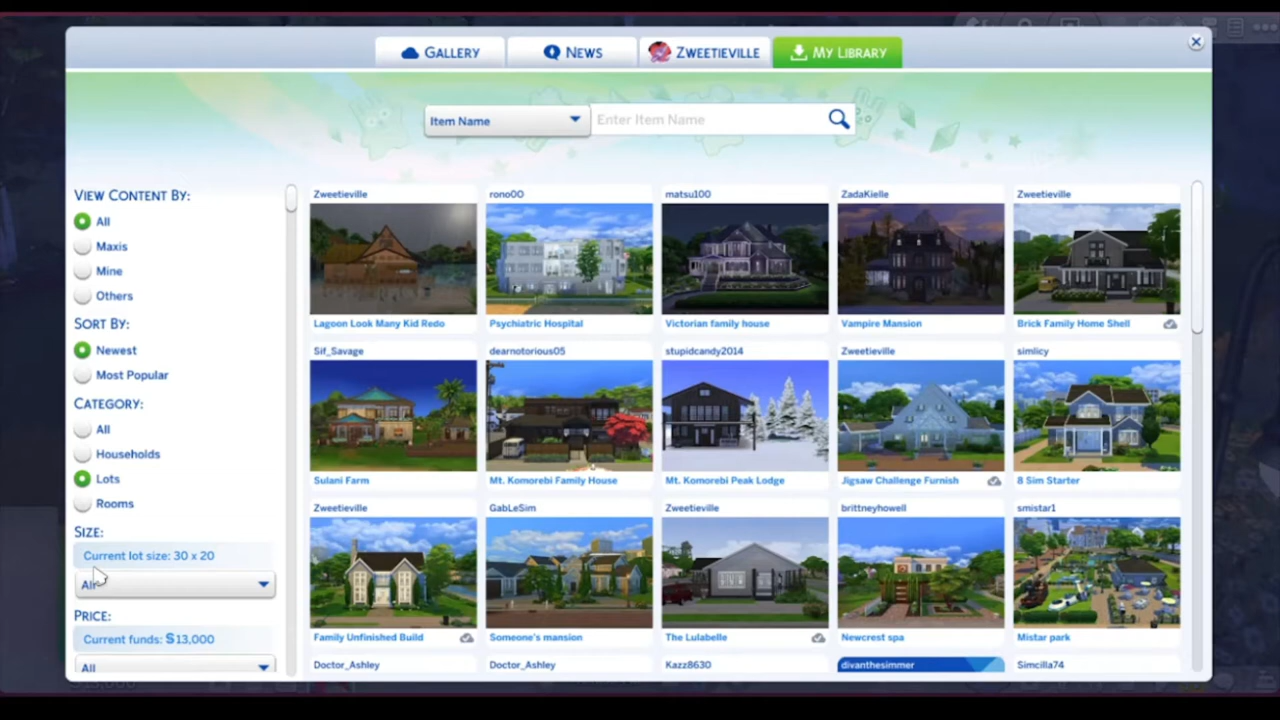 GALLERY
NEWS
ZWEETIEVILLE
MY LIBRARY
Item Name
Enter Item Name
VIEW CONTENT BY:
All
Maxis
Mine
Others
SORT BY:
Newest
Most Popular
CATEGORY:
All
Households
Lots
Rooms
SIZE:
Current lot size: 30 x 20
All
PRICE:
Current funds: $13,000
All
Zweetieville
rono00
matsu100
ZadaKielle
Zweetieville
Lagoon Look Many Kid Redo
Psychiatric Hospital
Victorian family house
Vampire Mansion
Brick Family Home Shell
Sif_Savage
dearnotorious05
stupidcandy2014
Zweetieville
simlicy
Sulani Farm
Mt. Komorebi Family House
Mt. Komorebi Peak Lodge
Jigsaw Challenge Furnish
8 Sim Starter
Zweetieville
GabLeSim
Zweetieville
brittneyhowell
smistar1
Family Unfinished Build
Someone's mansion
The Lulabelle
Newcrest spa
Mistar park
Doctor_Ashley
Doctor_Ashley
Kazz8630
divanthesimmer
Simcilla74